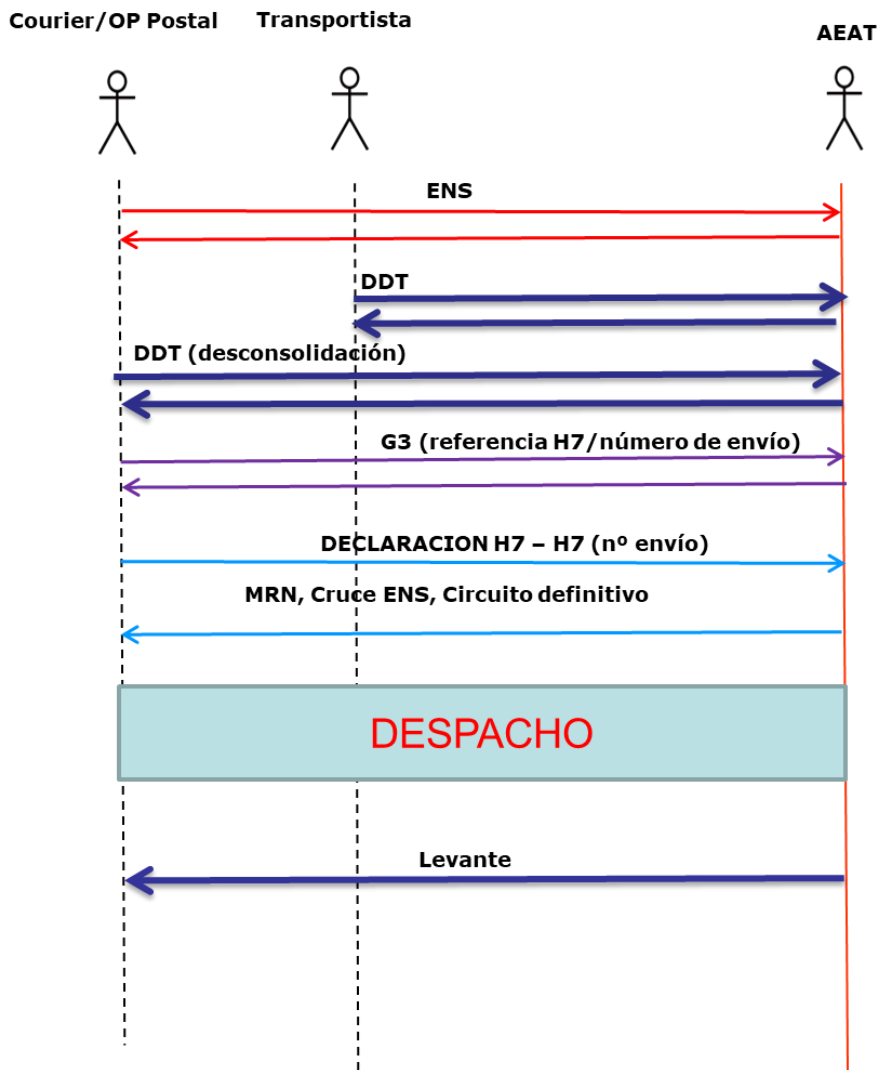 Courier/OP Postal
Transportista
AEAT
ENS
DDT
DDT (desconsolidación)
G3 (referencia H7/número de envío)
DECLARACION H7 – H7 (nº envío)
MRN, Cruce ENS, Circuito definitivo
DESPACHO
Levante